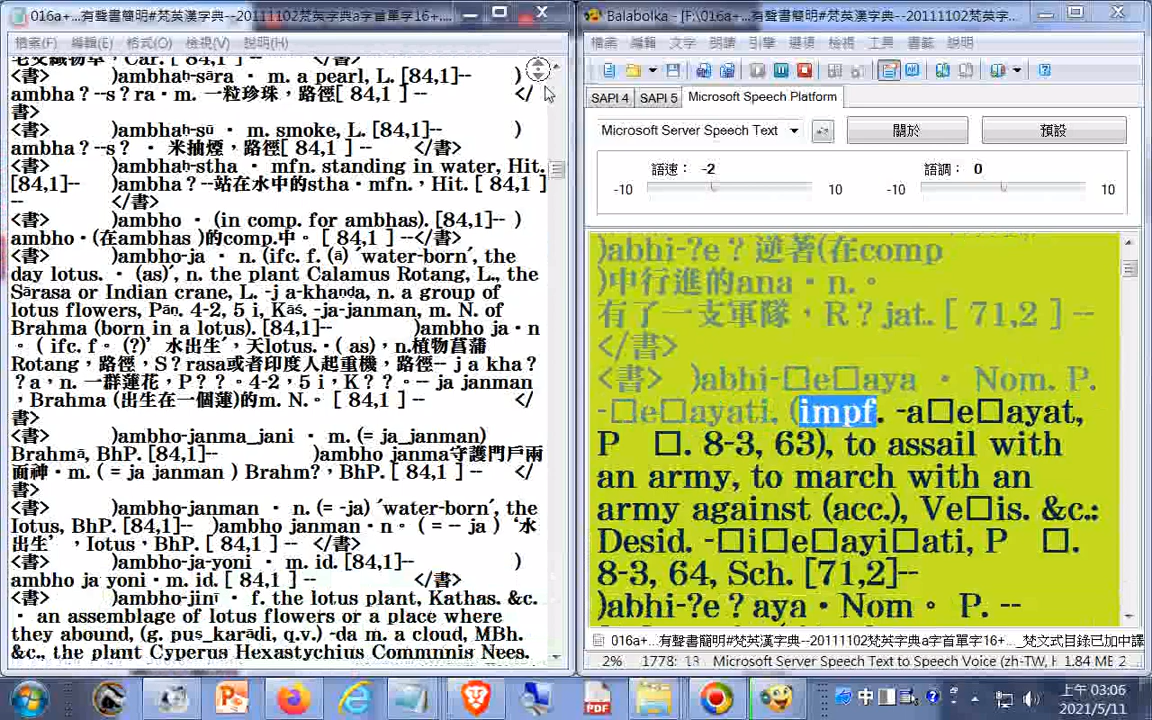 016a+...有聲書簡明#梵英漢字典--20111102梵英字典a字首單字16+...
檔案(F) 編輯(E) 格式(O) 檢視(V) 說明(H)
<書> )ambhaḥ-sāra ‧ m. a pearl, L. [84,1]-- )
ambha？--s？ra‧m. 一粒珍珠，路徑[ 84,1 ] -- </
書>
<書> )ambhaḥ-sū ‧ m. smoke, L. [84,1]-- )
ambha？--s？ ‧ 米抽煙，路徑[ 84,1 ] -- </書>
<書> )ambhaḥ-stha ‧ mfn. standing in water, Hit.
[84,1]-- )ambha？--站在水中的stha‧mfn.，Hit. [ 84,1 ]
-- </書>
<書> )ambho ‧ (in comp. for ambhas). [84,1]-- )
ambho‧(在ambhas )的comp.中。 [ 84,1 ] --</書>
<書> )ambho-ja ‧ n. (ifc. f. (ā) 'water-born', the
day lotus. ‧ (as)', n. the plant Calamus Rotang, L., the
Sārasa or Indian crane, L. -j a-khaṇḍa, n. a group of
lotus flowers, Pāṇ. 4-2, 5 i, Kāś. -ja-janman, m. N. of
Brahma (born in a lotus). [84,1]-- )ambho ja‧n
。 ( ifc. f。 (?)’水出生’，天lotus.‧( as)，n.植物菖蒲
Rotang，路徑，S？rasa或者印度人起重機，路徑-- j a kha？
？a，n. 一群蓮花，P？？。4-2，5 i，K？？。-- ja janman
，Brahma (出生在一個蓮)的m. N.。 [ 84,1 ] -- </
書>
<書> )ambho-janma_jani ‧ m. (= ja_janman)
Brahmā, BhP. [84,1]-- )ambho janma守護門戶兩
面神‧m. ( = ja janman ) Brahm?，BhP. [ 84,1 ] -- </
書>
<書> )ambho-janman ‧ n. (= -ja) 'water-born', the
Iotus, BhP. [84,1]-- )ambho janman‧n。 ( = -- ja )‘水
出生’，Iotus，BhP. [ 84,1 ] -- </書>
<書> )ambho-ja-yoni ‧ m. id. [84,1]-- )
ambho ja yoni‧m. id. [ 84,1 ] -- </書>
<書> )ambho-jinī ‧ f. the lotus plant, Kathas. &c.
‧ an assemblage of lotus flowers or a place where
they abound, (g. puṣ_karādi, q.v.) -da m. a cloud, MBh.
&c., the plant Cyperus Hexastychius Communis Nees.
Balabolka - [F:\016a+...有聲書簡明#梵英漢字典--20111102梵英字...
檔案 編輯 文字 朗讀 引擎 選項 檢視 工具 書籤 說明
SAPI 4 SAPI 5 Microsoft Speech Platform
Microsoft Server Speech Text 關於 預設
語速： -2 語調： 0
-10 10 -10 10
)abhi-?e？逆著(在comp
)中行進的ana‧n.。
有了一支軍隊，R？jat.. [ 71,2 ] --
</書>
<書> )abhi-□e□aya ‧ Nom. P.
-□e□ayati, (impf. -a□e□ayat,
P □. 8-3, 63), to assail with
an army, to march with an
army against (acc.), Ve□is. &c.:
Desid. -□i□e□ayi□ati, P □.
8-3, 64, Sch. [71,2]--
)abhi-?e？aya‧Nom。 P. --
016a+...有聲書簡明#梵英漢字典--20111102梵英字典a字首單字16+..._梵文式目錄已加中譯
2% 1778: 13 Microsoft Server Speech Text to Speech Voice (zh-TW, H 1.84 MB 2
中
上午 03:06
2021/5/11